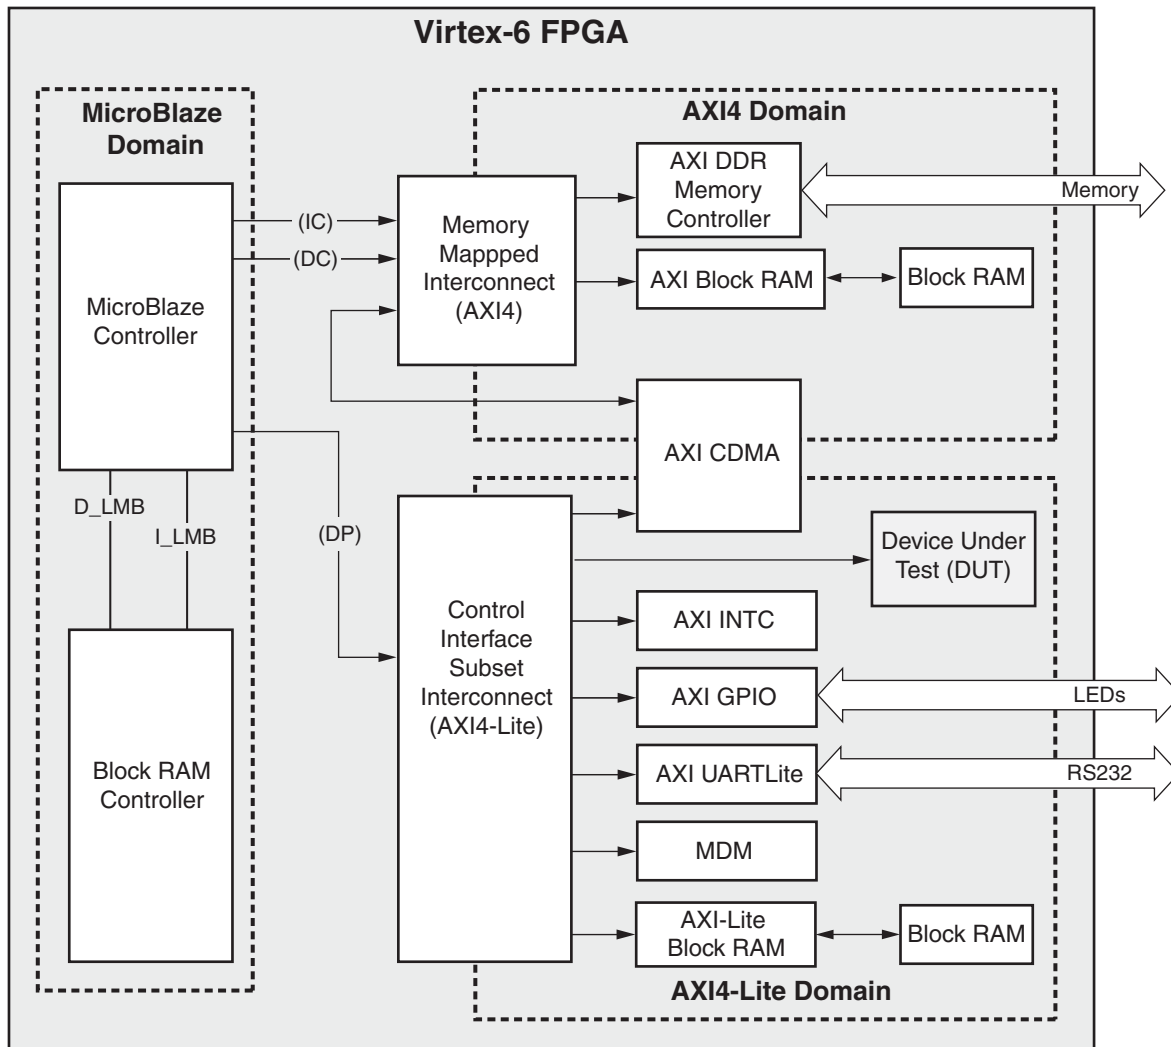 Virtex-6 FPGA
MicroBlaze
Domain
MicroBlaze
Controller
D_LMB
I_LMB
Block RAM
Controller
(IC)
(DC)
(DP)
Memory
Mappped
Interconnect
(AXI4)
AXI4 Domain
AXI DDR
Memory
Controller
Memory
AXI Block RAM
Block RAM
AXI CDMA
Control
Interface
Subset
Interconnect
(AXI4-Lite)
Device Under
Test (DUT)
AXI INTC
AXI GPIO
LEDs
AXI UARTLite
RS232
MDM
AXI-Lite
Block RAM
Block RAM
AXI4-Lite Domain